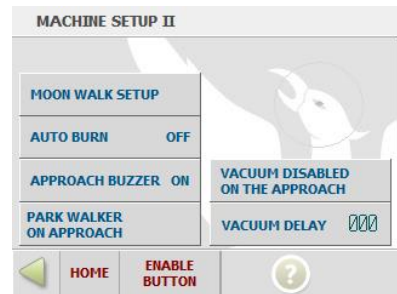 MACHINE SETUP II
MOON WALK SETUP
AUTO BURN OFF
APPROACH BUZZER ON
PARK WALKER
ON APPROACH
VACUUM DISABLED
ON THE APPROACH
VACUUM DELAY 000
HOME
ENABLE
BUTTON
?